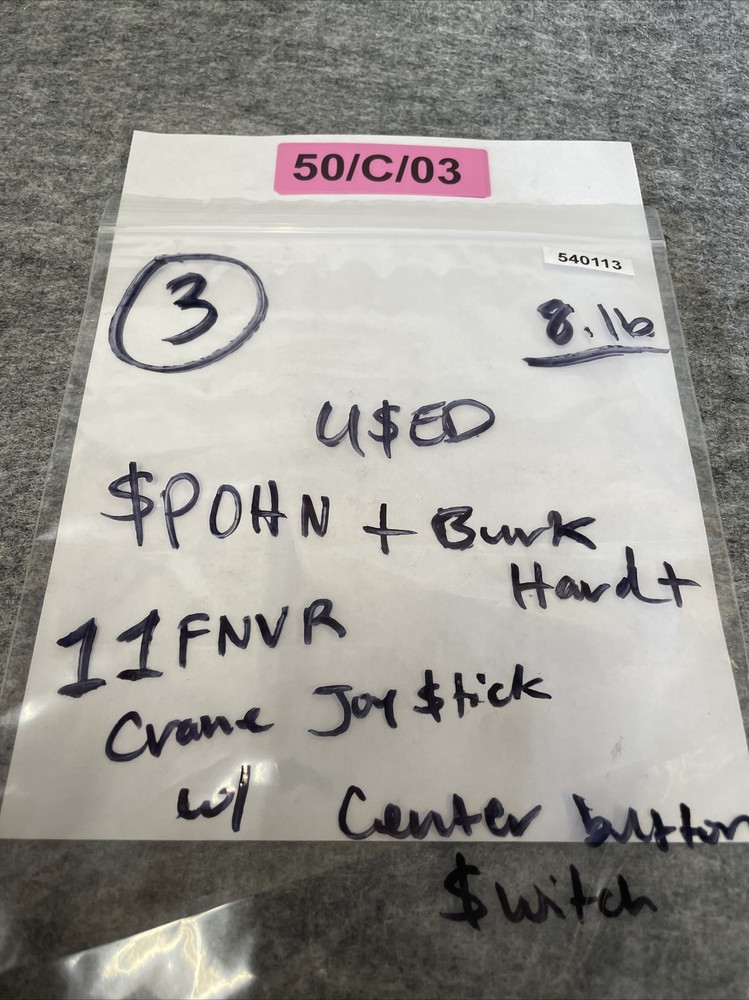 50/C/03
540113
3
8.lb
U$ED
$POHN + Burk
Hardt
11FNVR
Crane Joy$tick
w/ Center button
$witch